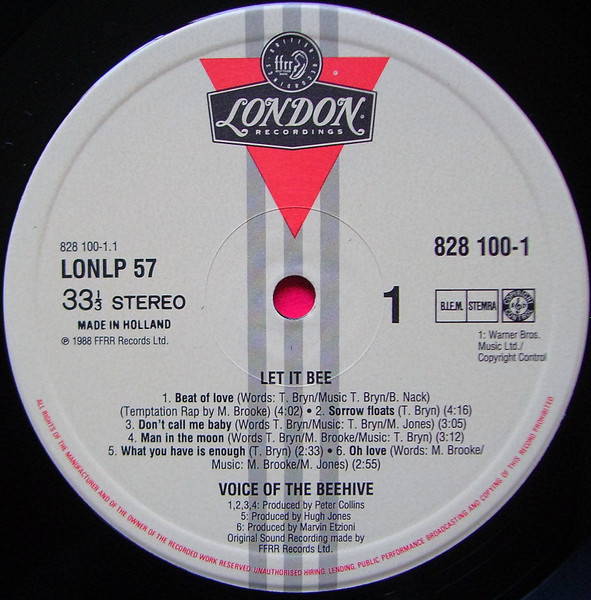 BRITISH RECORDINGS
ffrr
LONDON
RECORDINGS
828 100-1.1
LONLP 57
33⅓ STEREO
MADE IN HOLLAND
℗ 1988 FFRR Records Ltd.
828 100-1
1
B.I.E.M. STEMRA COPYRIGHT CONTROL
1: Warner Bros.
Music Ltd./
Copyright Control
LET IT BEE
1. Beat of love (Words: T. Bryn/Music T. Bryn/B. Nack)
(Temptation Rap by M. Brooke) (4:02) • 2. Sorrow floats (T. Bryn) (4:16)
3. Don't call me baby (Words T. Bryn/Music: T. Bryn/M. Jones) (3:05)
4. Man in the moon (Words T. Bryn/M. Brooke/Music: T. Bryn) (3:12)
5. What you have is enough (T. Bryn) (2:33) • 6. Oh love (Words: M. Brooke/
Music: M. Brooke/M. Jones) (2:55)
VOICE OF THE BEEHIVE
1,2,3,4: Produced by Peter Collins
5: Produced by Hugh Jones
6: Produced by Marvin Etzioni
Original Sound Recording made by
FFRR Records Ltd.
ALL RIGHTS OF THE MANUFACTURER AND OF THE OWNER OF THE RECORDED WORK RESERVED. UNAUTHORISED HIRING, LENDING, PUBLIC PERFORMANCE BROADCASTING AND COPYING OF THIS RECORD PROHIBITED